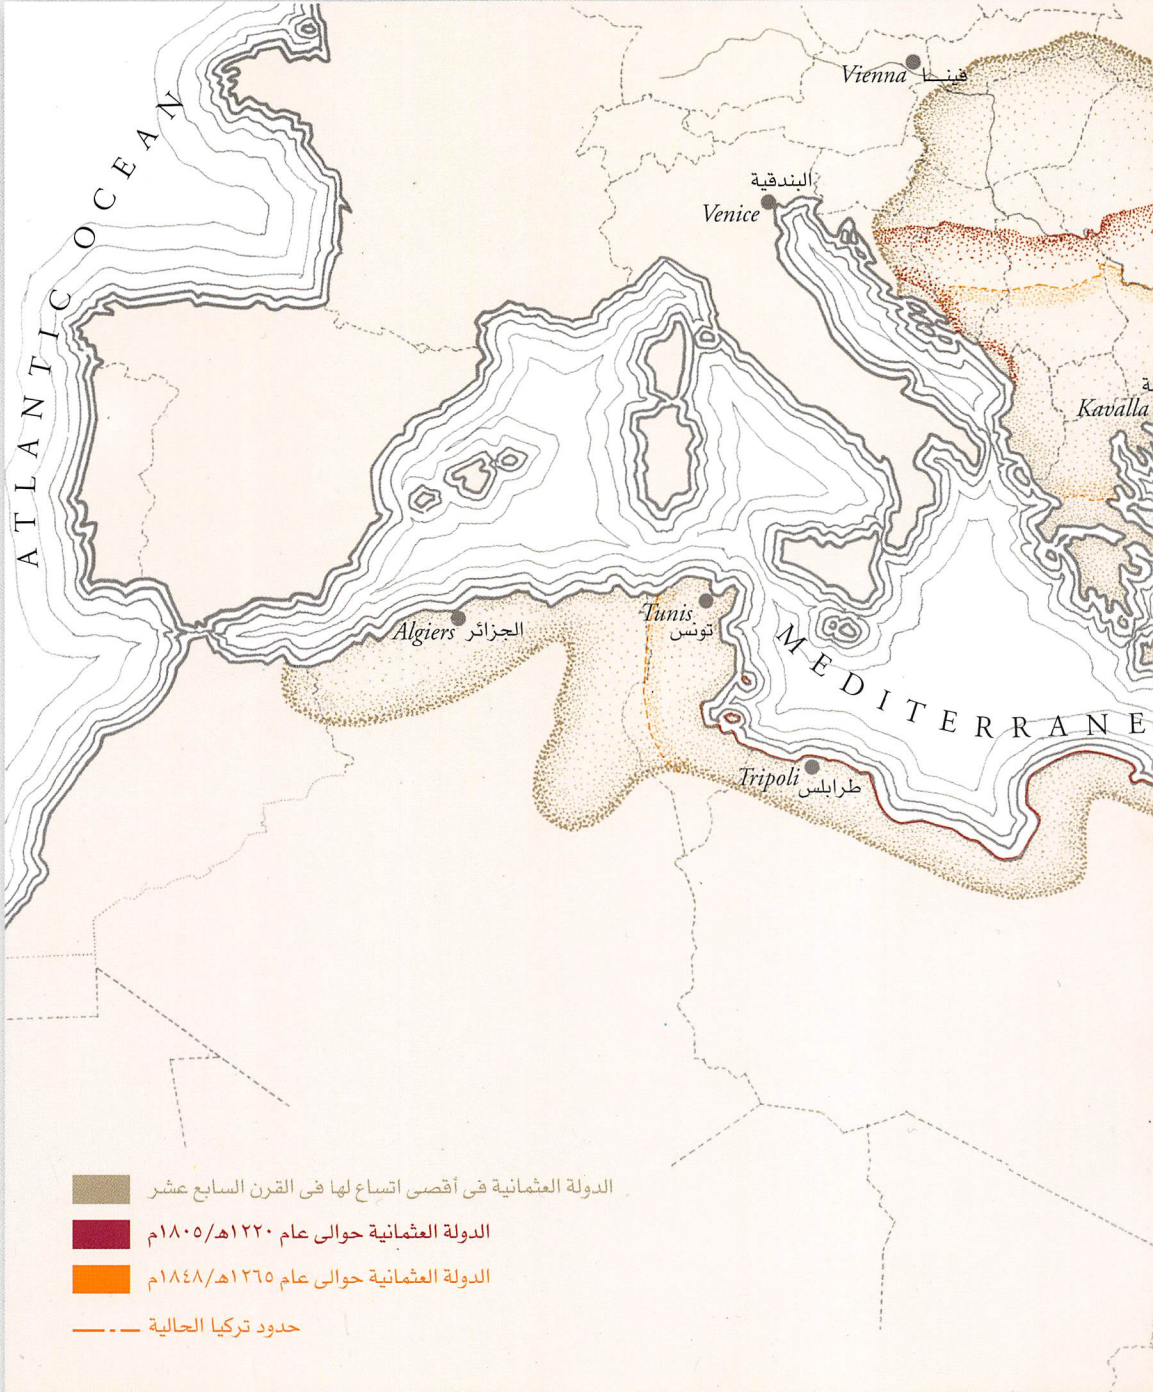 ATLANTIC OCEAN
Vienna فيينا
البندقية
Venice
Kavalla
Algiers الجزائر
Tunis
تونس
MEDITERRANE
Tripoli
طرابلس
الدولة العثمانية فى أقصى اتساع لها فى القرن السابع عشر
الدولة العثمانية حوالى عام ١٢٢٠هـ/١٨٠٥م
الدولة العثمانية حوالى عام ١٢٦٥هـ/١٨٤٨م
حدود تركيا الحالية